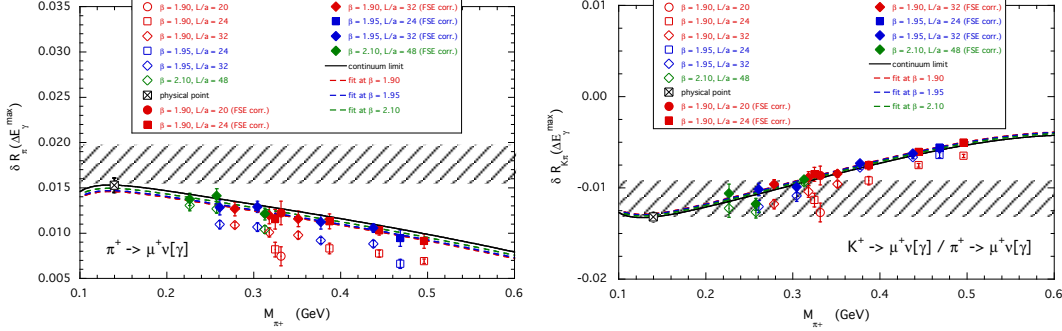 δ R_π(ΔE_γ^max)
0.035
0.030
0.025
0.020
0.015
0.010
0.005
β = 1.90, L/a = 20
β = 1.90, L/a = 24
β = 1.90, L/a = 32
β = 1.95, L/a = 24
β = 1.95, L/a = 32
β = 2.10, L/a = 48
physical point
β = 1.90, L/a = 20 (FSE corr.)
β = 1.90, L/a = 24 (FSE corr.)
β = 1.90, L/a = 32 (FSE corr.)
β = 1.95, L/a = 24 (FSE corr.)
β = 1.95, L/a = 32 (FSE corr.)
β = 2.10, L/a = 48 (FSE corr.)
continuum limit
fit at β = 1.90
fit at β = 1.95
fit at β = 2.10
π⁺ -> μ⁺ν[γ]
0.1 0.2 0.3 0.4 0.5 0.6
M_π+ (GeV)
δ R_Kπ(ΔE_γ^max)
0.01
0.00
-0.01
-0.02
β = 1.90, L/a = 20
β = 1.90, L/a = 24
β = 1.90, L/a = 32
β = 1.95, L/a = 24
β = 1.95, L/a = 32
β = 2.10, L/a = 48
physical point
β = 1.90, L/a = 20 (FSE corr.)
β = 1.90, L/a = 24 (FSE corr.)
β = 1.90, L/a = 32 (FSE corr.)
β = 1.95, L/a = 24 (FSE corr.)
β = 1.95, L/a = 32 (FSE corr.)
β = 2.10, L/a = 48 (FSE corr.)
continuum limit
fit at β = 1.90
fit at β = 1.95
fit at β = 2.10
K⁺ -> μ⁺ν[γ] / π⁺ -> μ⁺ν[γ]
0.1 0.2 0.3 0.4 0.5 0.6
M_π+ (GeV)